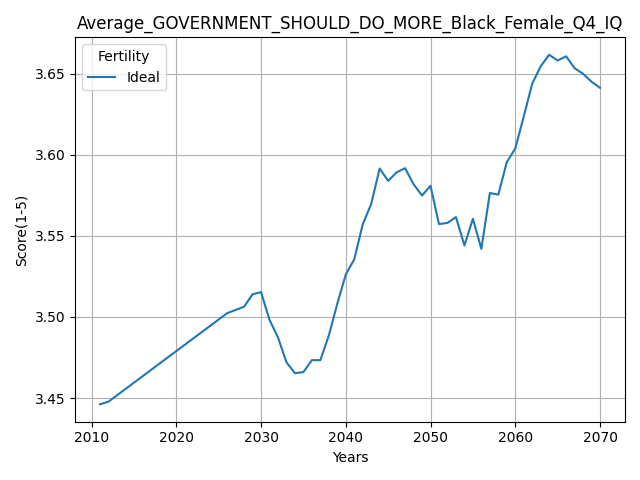 Average_GOVERNMENT_SHOULD_DO_MORE_Black_Female_Q4_IQ
Fertility
Ideal
3.65
3.60
3.55
3.50
3.45
Score(1-5)
2010 2020 2030 2040 2050 2060 2070
Years